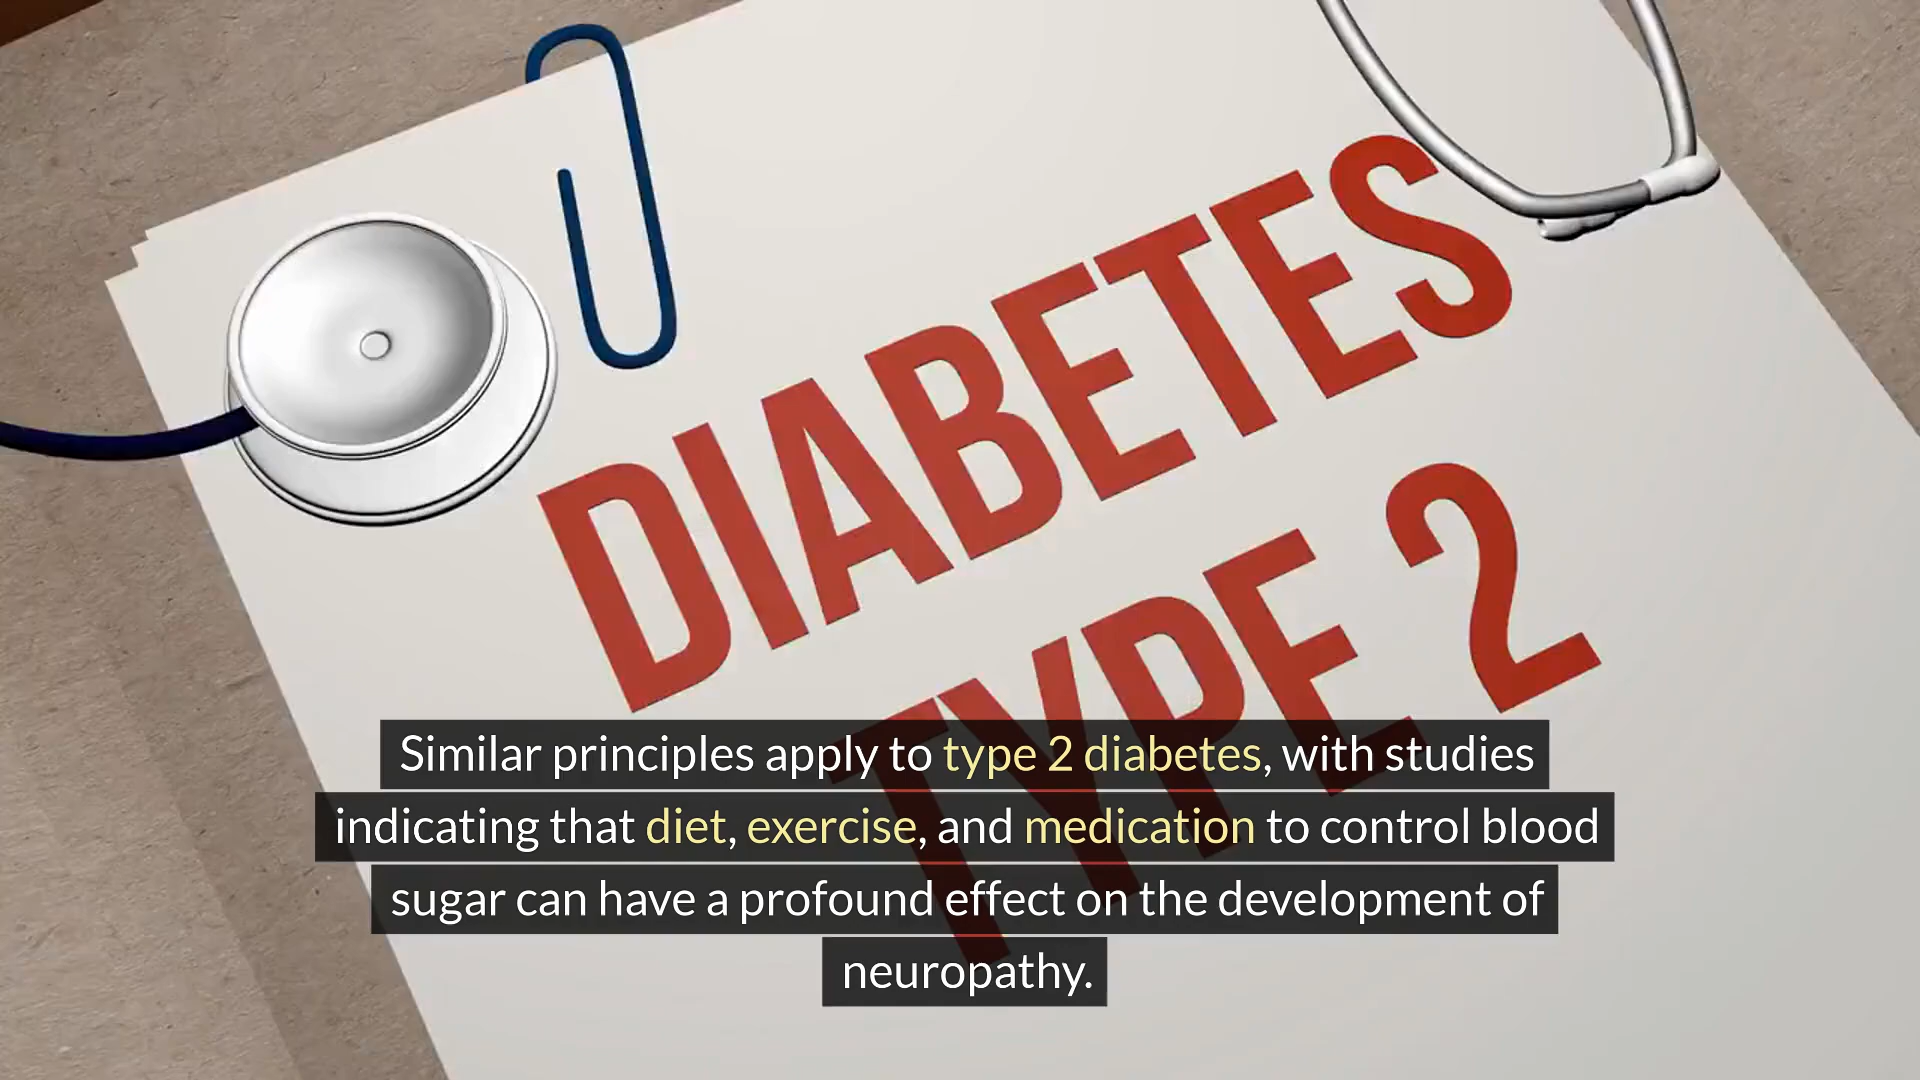 DIABETES
TYPE 2
Similar principles apply to type 2 diabetes, with studies
indicating that diet, exercise, and medication to control blood
sugar can have a profound effect on the development of
neuropathy.